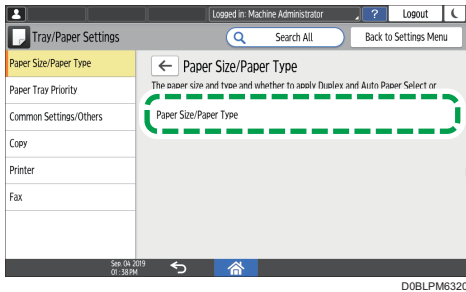 Logged in: Machine Administrator
?
Logout
Tray/Paper Settings
Search All
Back to Settings Menu
Paper Size/Paper Type
Paper Size/Paper Type
The paper size and type and whether to apply Duplex and Auto Paper Select or
Paper Size/Paper Type
Paper Tray Priority
Common Settings/Others
Copy
Printer
Fax
Sep. 04 2019
01:38 PM
D0BLPM6320